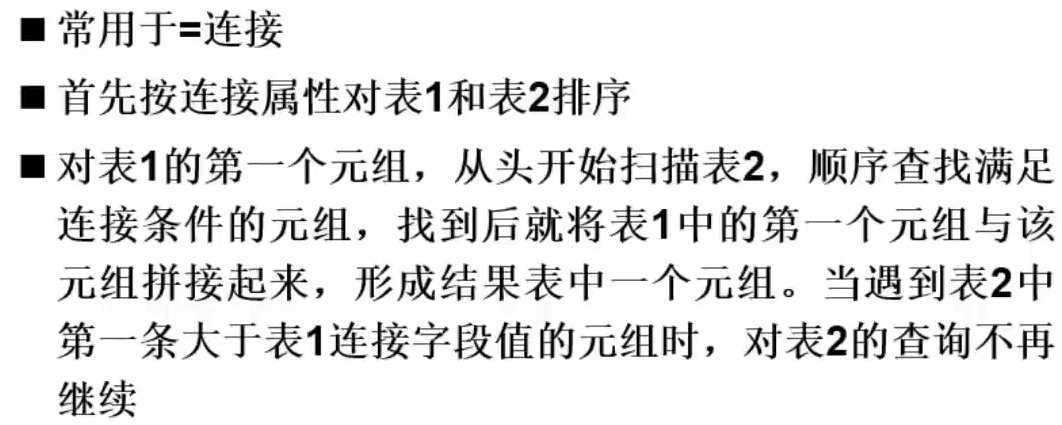 ■ 常用于=连接
■ 首先按连接属性对表1和表2排序
■ 对表1的第一个元组，从头开始扫描表2，顺序查找满足
连接条件的元组，找到后就将表1中的第一个元组与该
元组拼接起来，形成结果表中一个元组。当遇到表2中
第一条大于表1连接字段值的元组时，对表2的查询不再
继续